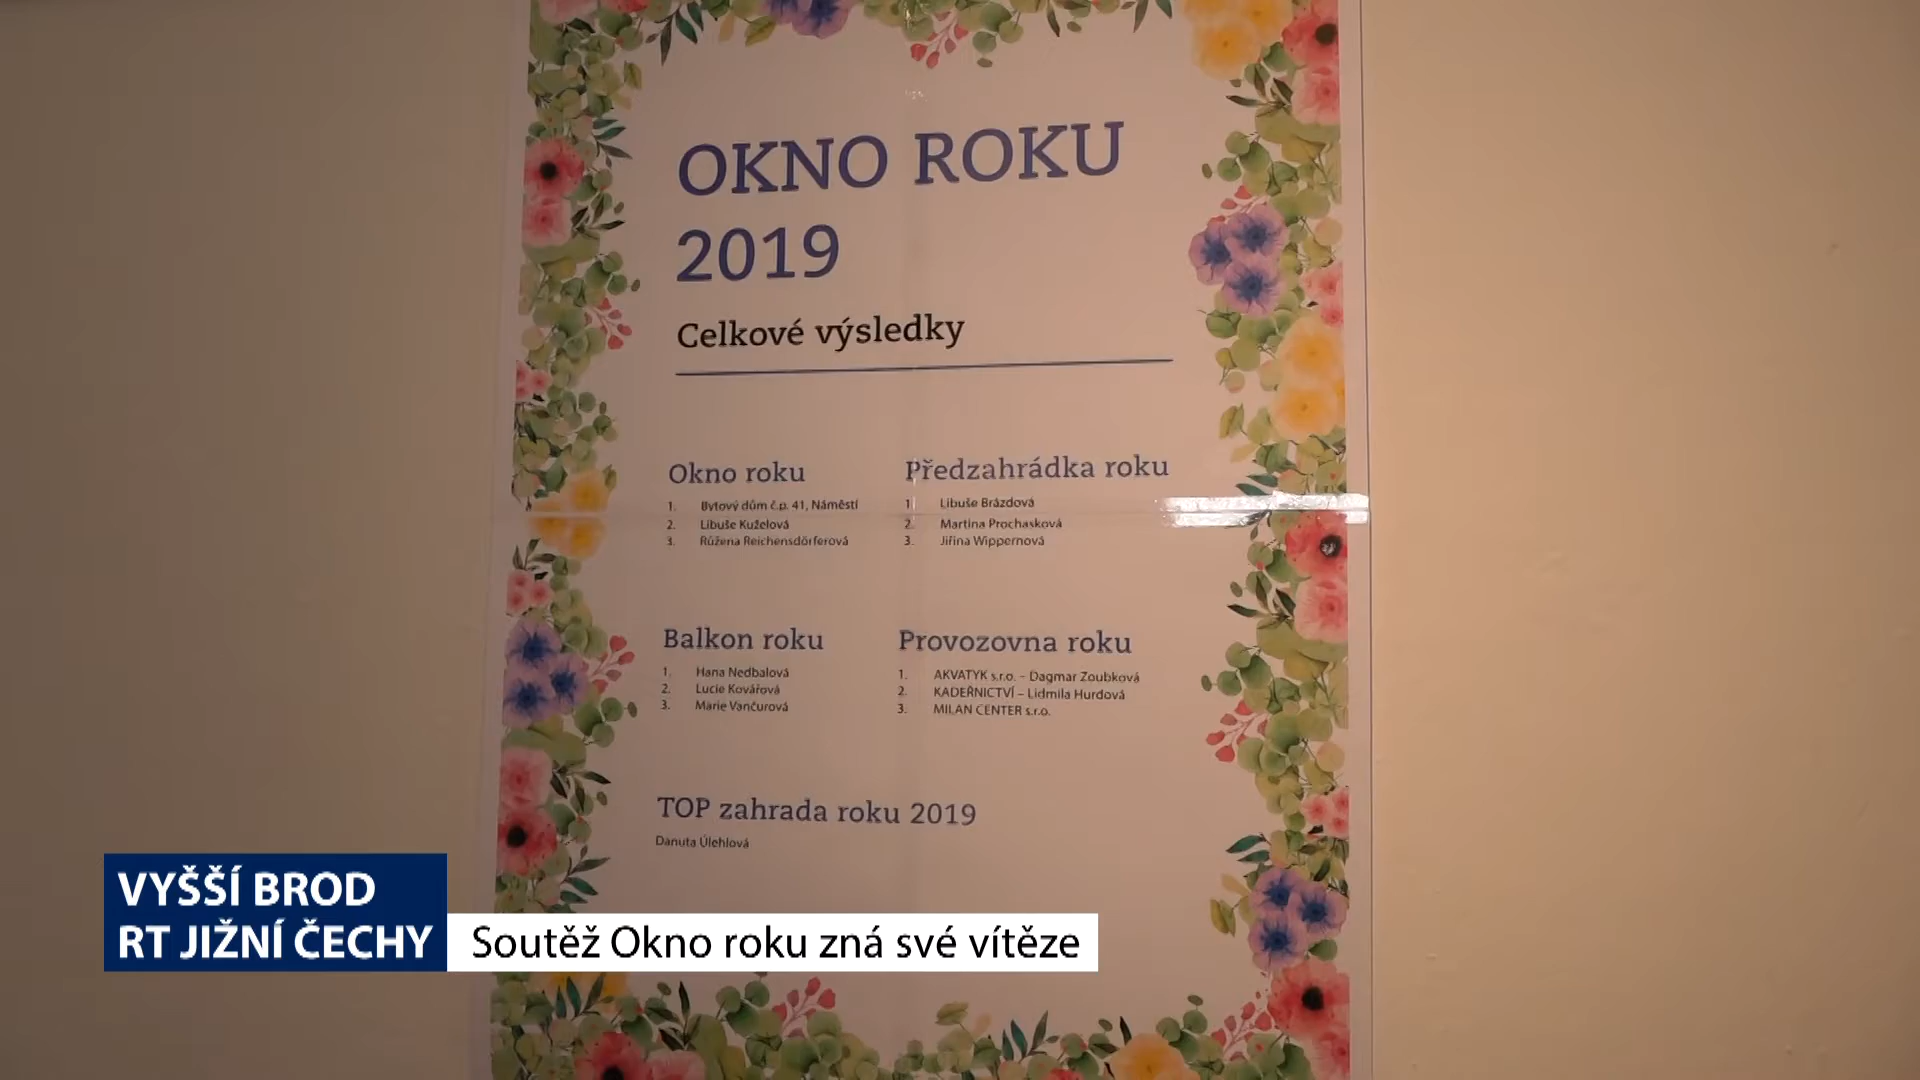 OKNO ROKU
2019
Celkové výsledky
Okno roku
1. Bytový dům č.p. 41, Náměstí
2. Libuše Kuželová
3. Růžena Reichensdörferová
Předzahrádka roku
1. Libuše Brázdová
2. Martina Prochasková
3. Jiřina Wippernová
Balkon roku
1. Hana Nedbalová
2. Lucie Kovářová
3. Marie Vančurová
Provozovna roku
1. AKVATYK s.r.o. – Dagmar Zoubková
2. KADEŘNICTVÍ – Lidmila Hurdová
3. MILAN CENTER s.r.o.
TOP zahrada roku 2019
Danuta Úlehlová
VYŠŠÍ BROD
RT JIŽNÍ ČECHY
Soutěž Okno roku zná své vítěze